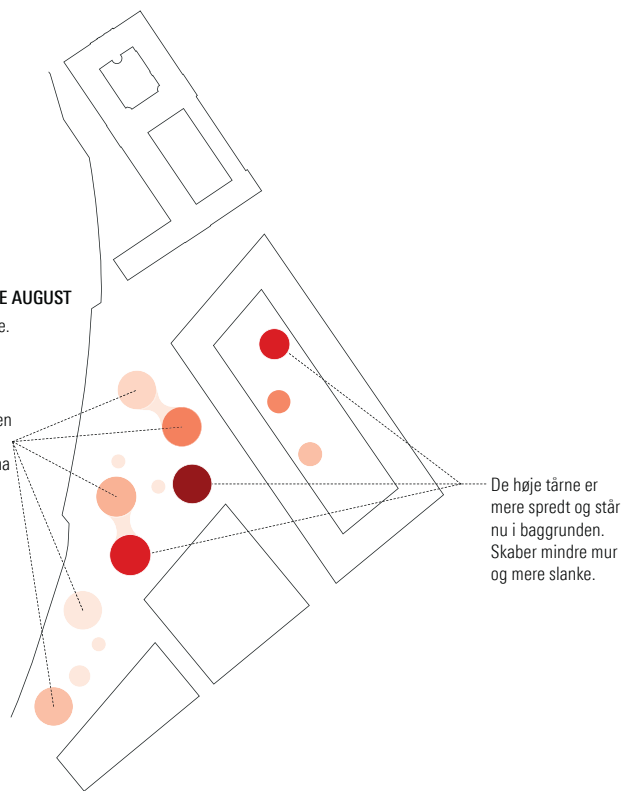 E AUGUST
e.
en
na
De høje tårne er
mere spredt og står
nu i baggrunden.
Skaber mindre mur
og mere slanke.